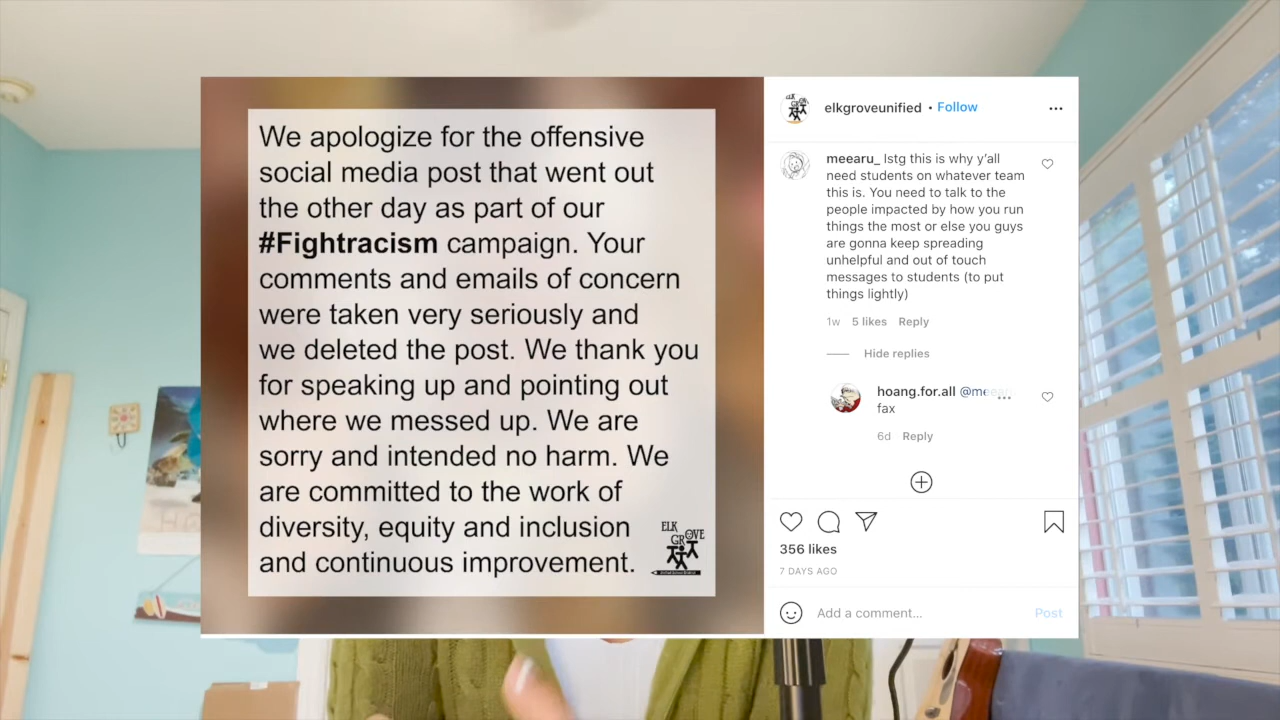 We apologize for the offensive
social media post that went out
the other day as part of our
#Fightracism campaign. Your
comments and emails of concern
were taken very seriously and
we deleted the post. We thank you
for speaking up and pointing out
where we messed up. We are
sorry and intended no harm. We
are committed to the work of
diversity, equity and inclusion
and continuous improvement.
ELK
GROVE
elkgroveunified • Follow
meearu_ Istg this is why y'all
need students on whatever team
this is. You need to talk to the
people impacted by how you run
things the most or else you guys
are gonna keep spreading
unhelpful and out of touch
messages to students (to put
things lightly)
1w 5 likes Reply
Hide replies
hoang.for.all
fax
6d Reply
356 likes
7 DAYS AGO
Add a comment... Post